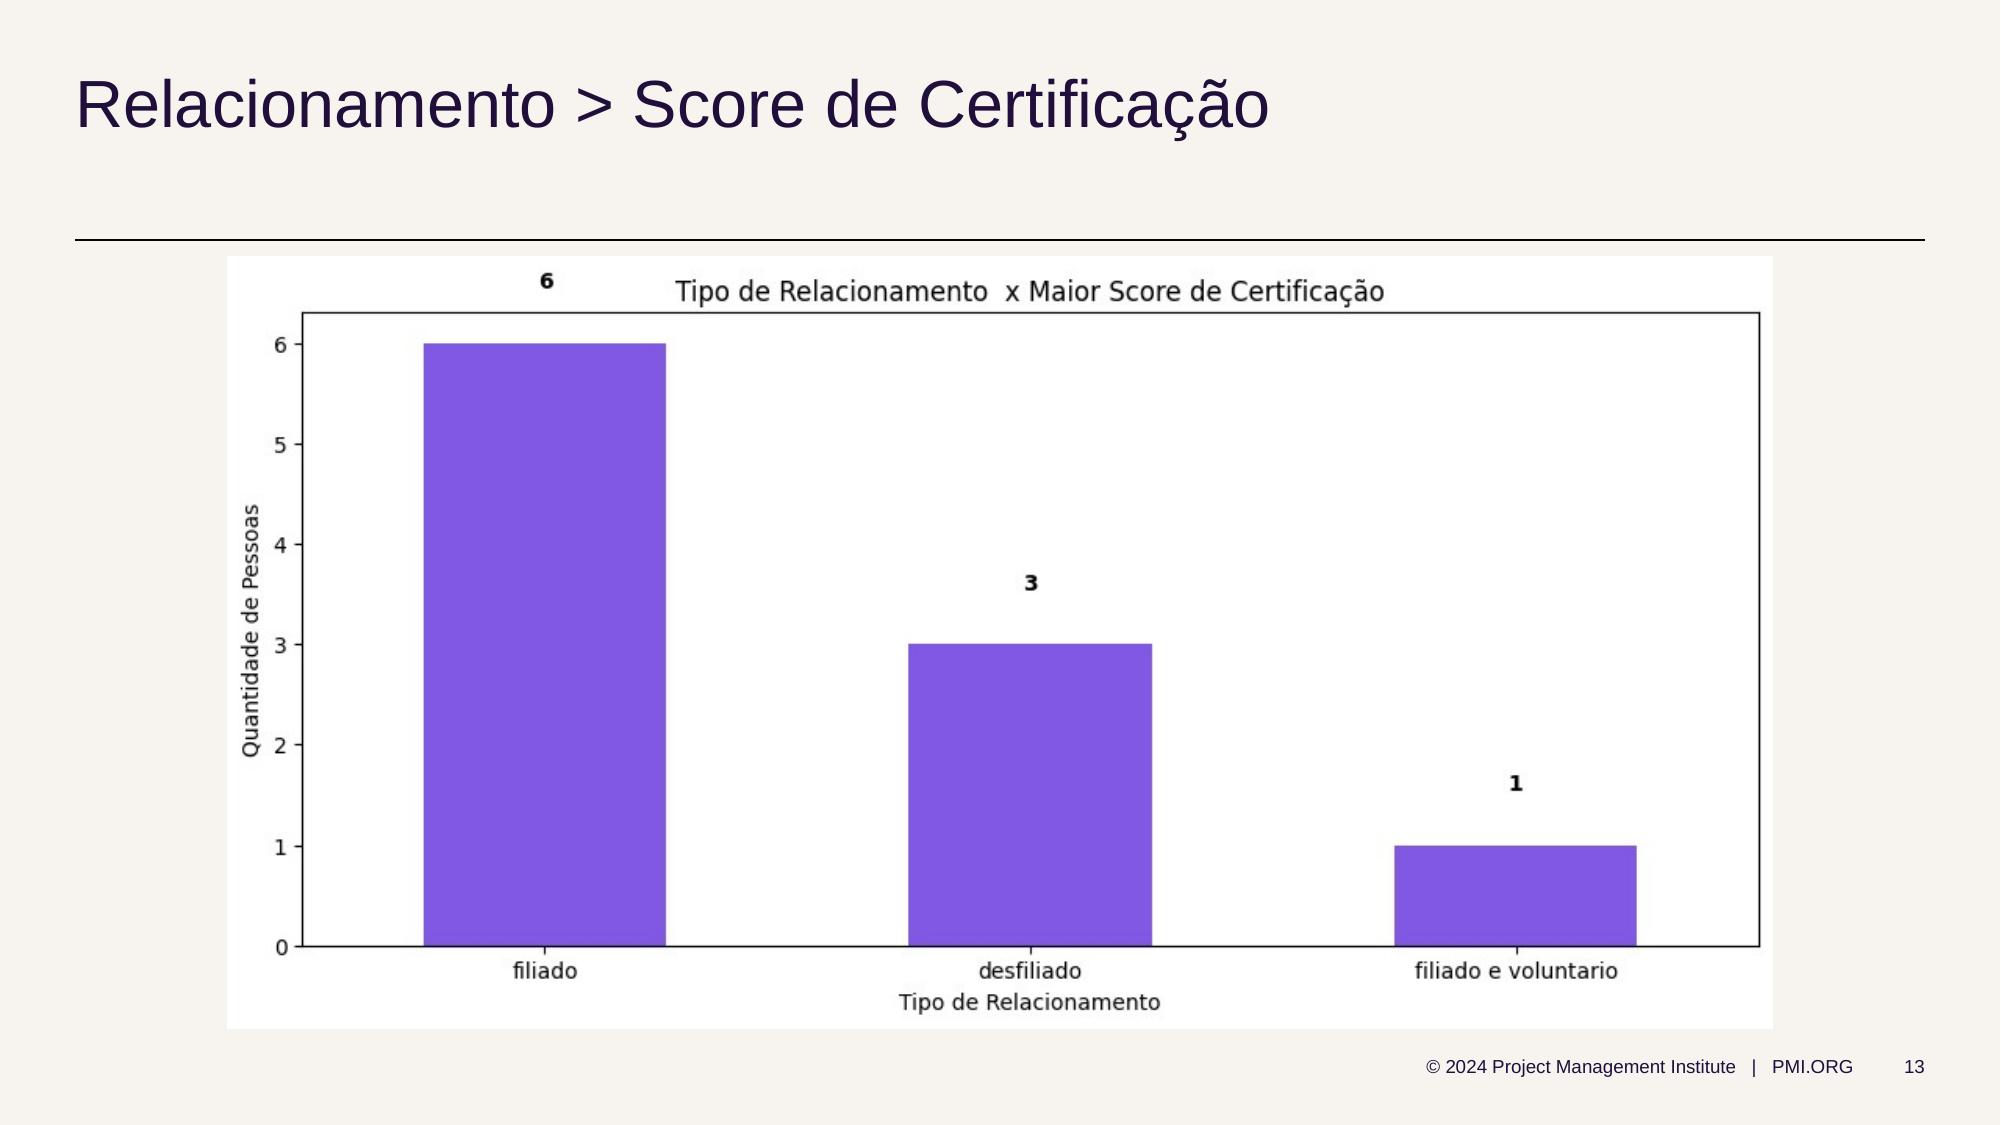 Relacionamento > Score de Certificação
6
Tipo de Relacionamento  x Maior Score de Certificação
6
5
4
3
2
1
0
Quantidade de Pessoas
3
1
filiado
desfiliado
filiado e voluntario
Tipo de Relacionamento
© 2024 Project Management Institute | PMI.ORG 13